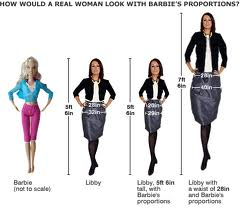 HOW WOULD A REAL WOMAN LOOK WITH BARBIE'S PROPORTIONS?
7ft
6in
5ft
6in
5ft
6in
28in
32in
20in
29in
28in
40in
Barbie
(not to scale)
Libby
Libby, 5ft 6in
tall, with
Barbie's
proportions
Libby with
a waist of 28in
and Barbie's
proportions